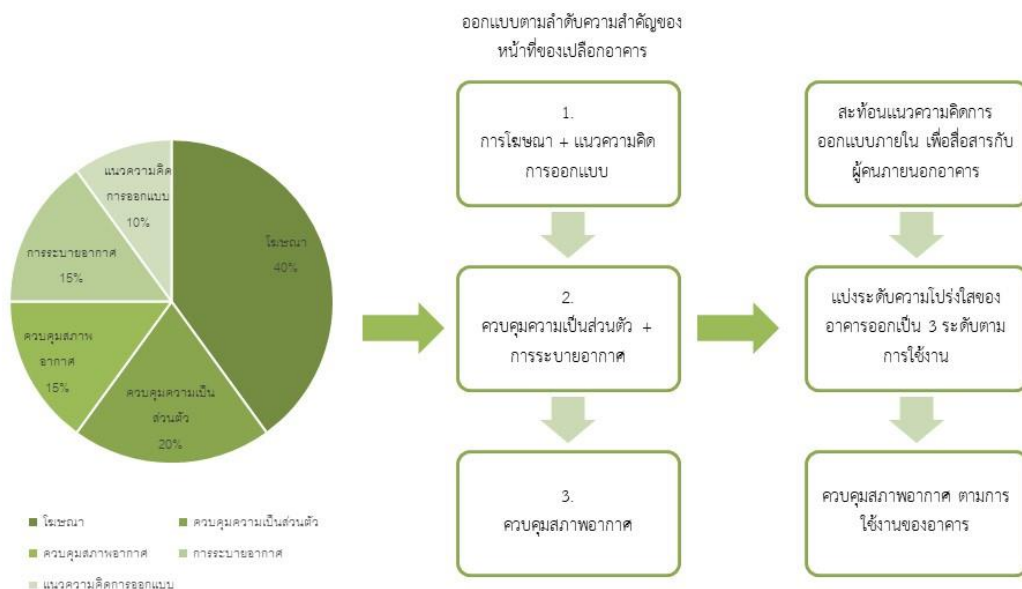 ออกแบบตามลำดับความสำคัญของ
หน้าที่ของเปลือกอาคาร
แนวความคิด
การออกแบบ
10%
โฆษณา
40%
การระบายอากาศ
15%
ควบคุมสภาพ
อากาศ
15%
ควบคุมความเป็น
ส่วนตัว
20%
โฆษณา
ควบคุมความเป็นส่วนตัว
ควบคุมสภาพอากาศ
การระบายอากาศ
แนวความคิดการออกแบบ
1.
การโฆษณา + แนวความคิด
การออกแบบ
2.
ควบคุมความเป็นส่วนตัว +
การระบายอากาศ
3.
ควบคุมสภาพอากาศ
สะท้อนแนวความคิดการ
ออกแบบภายใน เพื่อสื่อสารกับ
ผู้คนภายนอกอาคาร
แบ่งระดับความโปร่งใสของ
อาคารออกเป็น 3 ระดับตาม
การใช้งาน
ควบคุมสภาพอากาศ ตามการ
ใช้งานของอาคาร